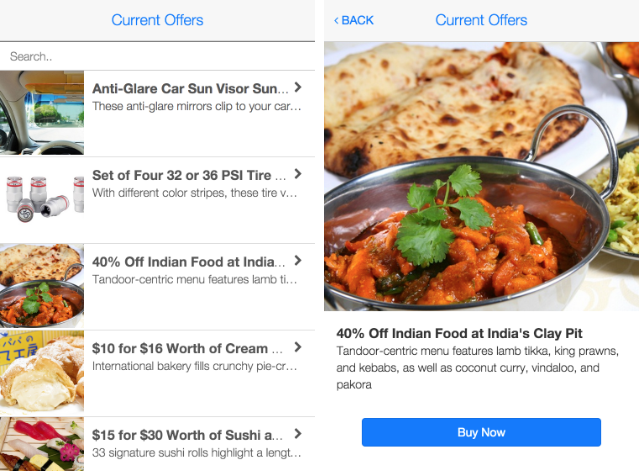 Current Offers
Search..
Anti-Glare Car Sun Visor Sun...
These anti-glare mirrors clip to your car...
Set of Four 32 or 36 PSI Tire ...
With different color stripes, these tire v...
40% Off Indian Food at India...
Tandoor-centric menu features lamb ti...
$10 for $16 Worth of Cream ...
International bakery fills crunchy pie-cr...
$15 for $30 Worth of Sushi a...
33 signature sushi rolls highlight a lengt...
BACK
Current Offers
40% Off Indian Food at India's Clay Pit
Tandoor-centric menu features lamb tikka, king prawns,
and kebabs, as well as coconut curry, vindaloo, and
pakora
Buy Now